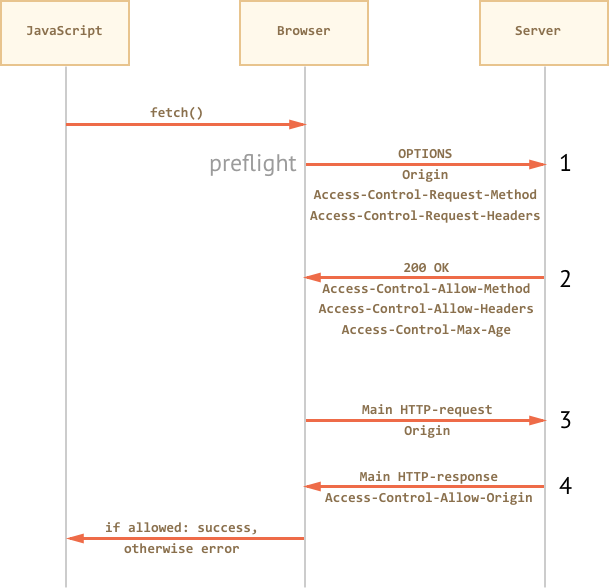 JavaScript
Browser
Server
fetch()
preflight
OPTIONS
1
Origin
Access-Control-Request-Method
Access-Control-Request-Headers
200 OK
2
Access-Control-Allow-Method
Access-Control-Allow-Headers
Access-Control-Max-Age
Main HTTP-request
3
Origin
Main HTTP-response
4
Access-Control-Allow-Origin
if allowed: success,
otherwise error